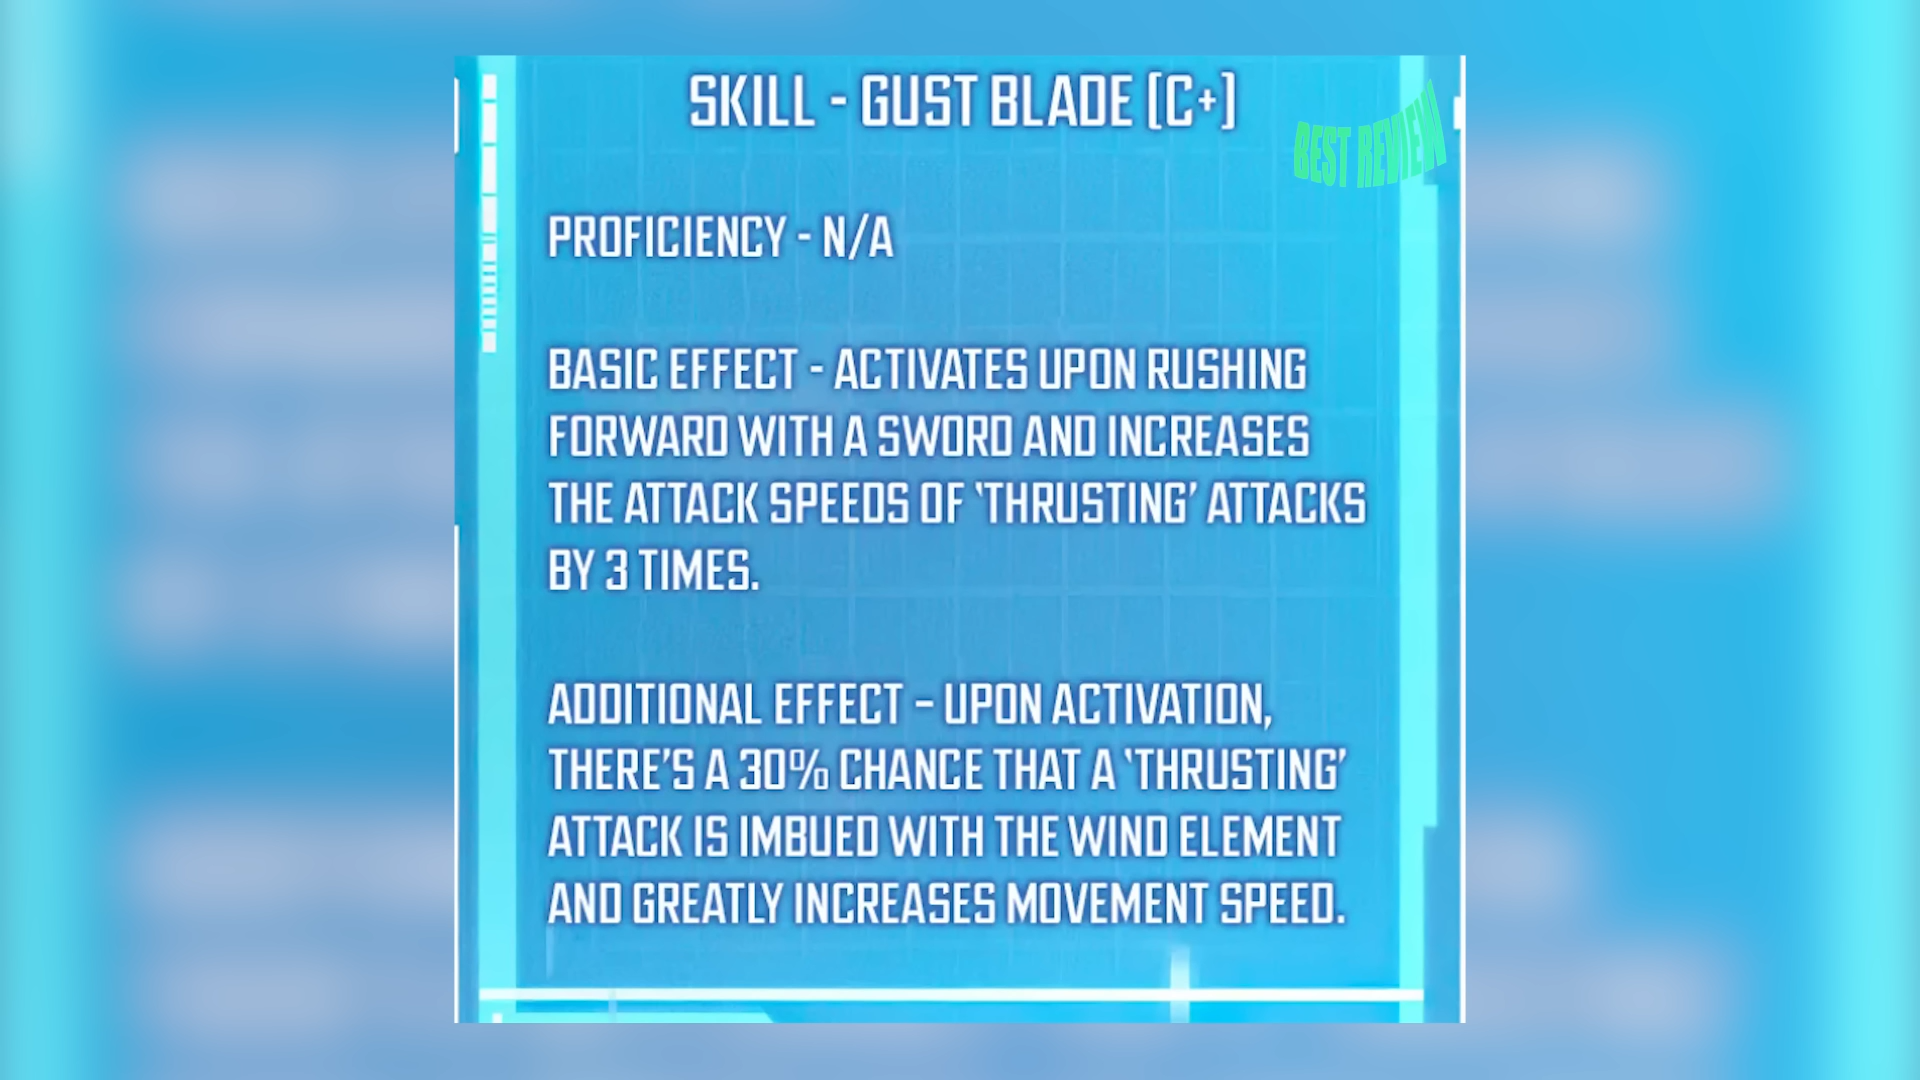 SKILL - GUST BLADE [C+]
BEST REVIEW
PROFICIENCY - N/A
BASIC EFFECT - ACTIVATES UPON RUSHING
FORWARD WITH A SWORD AND INCREASES
THE ATTACK SPEEDS OF ‘THRUSTING’ ATTACKS
BY 3 TIMES.
ADDITIONAL EFFECT – UPON ACTIVATION,
THERE’S A 30% CHANCE THAT A ‘THRUSTING’
ATTACK IS IMBUED WITH THE WIND ELEMENT
AND GREATLY INCREASES MOVEMENT SPEED.